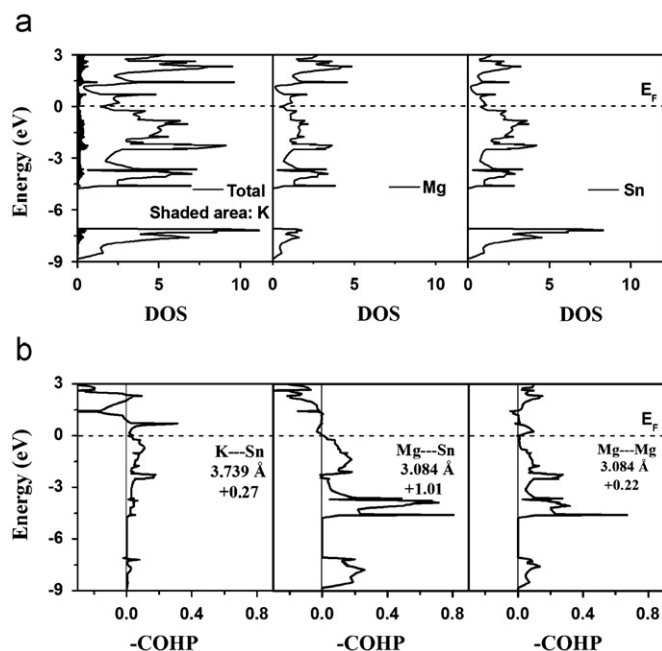 a
Energy (eV)
3
0
-3
-6
-9
Total
Shaded area: K
Mg
E_F
Sn
0
5
10
0
5
10
0
5
10
DOS
DOS
DOS
b
Energy (eV)
3
0
-3
-6
-9
K---Sn
3.739 Å
+0.27
Mg---Sn
3.084 Å
+1.01
E_F
Mg---Mg
3.084 Å
+0.22
0.0
0.4
0.8
0.0
0.4
0.8
0.0
0.4
0.8
-COHP
-COHP
-COHP